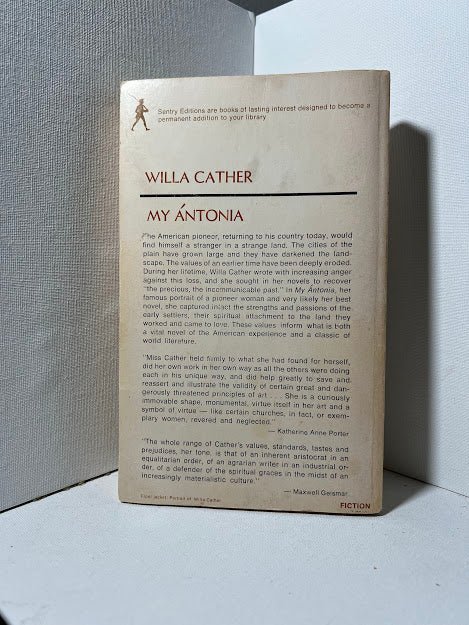 Sentry Editions are books of lasting interest designed to become a
permanent addition to your library
WILLA CATHER
MY ÁNTONIA
The American pioneer, returning to his country today, would
find himself a stranger in a strange land. The cities of the
plain have grown large and they have darkened the land-
scape. The values of an earlier time have been deeply eroded.
During her lifetime, Willa Cather wrote with increasing anger
against this loss, and she sought in her novels to recover
"the precious, the incommunicable past." In My Ántonia, her
famous portrait of a pioneer woman and very likely her best
novel, she captured intact the strengths and passions of the
early settlers, their spiritual attachment to the land they
worked and came to love. These values inform what is both
a vital novel of the American experience and a classic of
world literature.
"Miss Cather held firmly to what she had found for herself,
did her own work in her own way as all the others were doing
each in his unique way, and did help greatly to save and
reassert and illustrate the validity of certain great and dan-
gerously threatened principles of art . . . She is a curiously
immovable shape, monumental, virtue itself in her art and a
symbol of virtue — like certain churches, in fact, or exem-
plary women, revered and neglected."
— Katherine Anne Porter
"The whole range of Cather's values, standards, tastes and
prejudices, her tone, is that of an inherent aristocrat in an
equalitarian order, of an agrarian writer in an industrial or-
der, of a defender of the spiritual graces in the midst of an
increasingly materialistic culture."
— Maxwell Geismar
Portrait of Willa Cather
FICTION